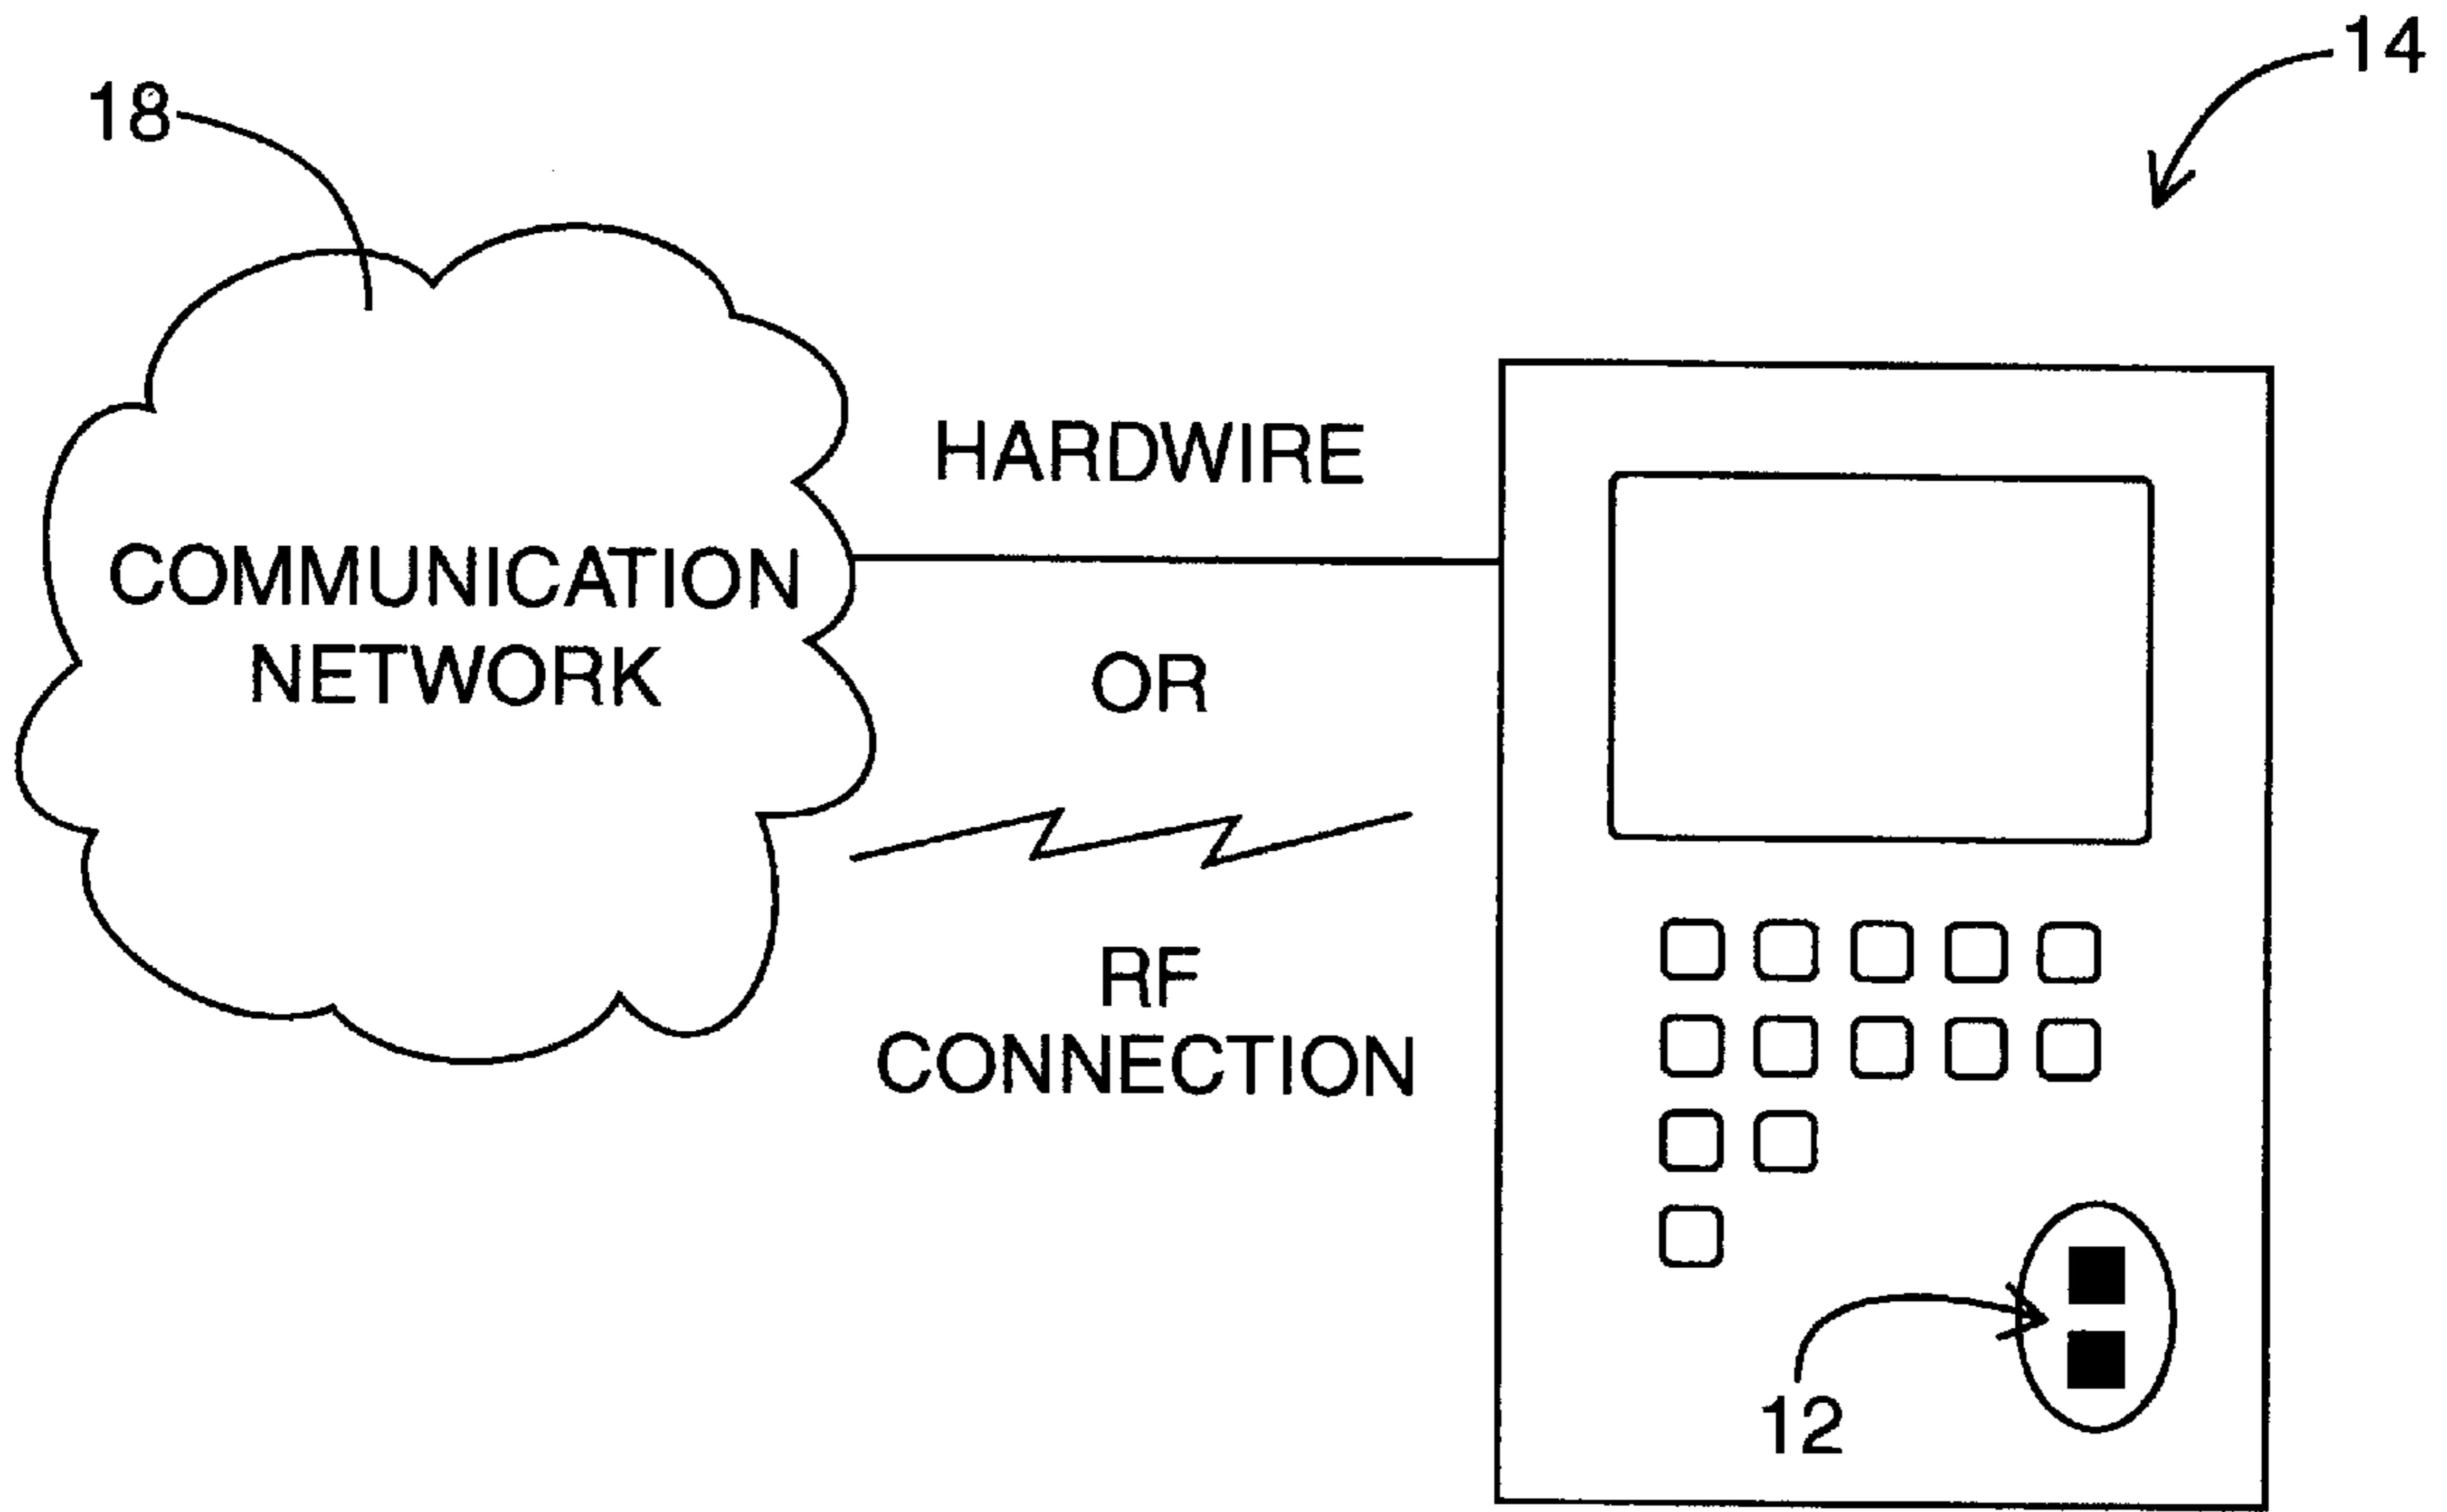 14
18
HARDWIRE
COMMUNICATION
NETWORK
OR
RF
CONNECTION
12